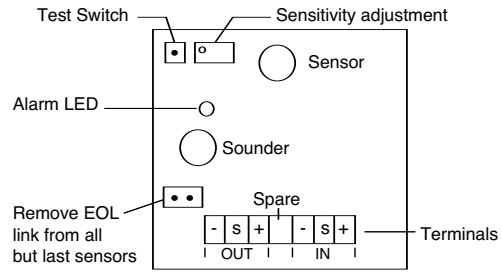 Test Switch
Sensitivity adjustment
Sensor
Alarm LED
Sounder
Remove EOL
link from all
but last sensors
Spare
- S + - S +
OUT IN
Terminals